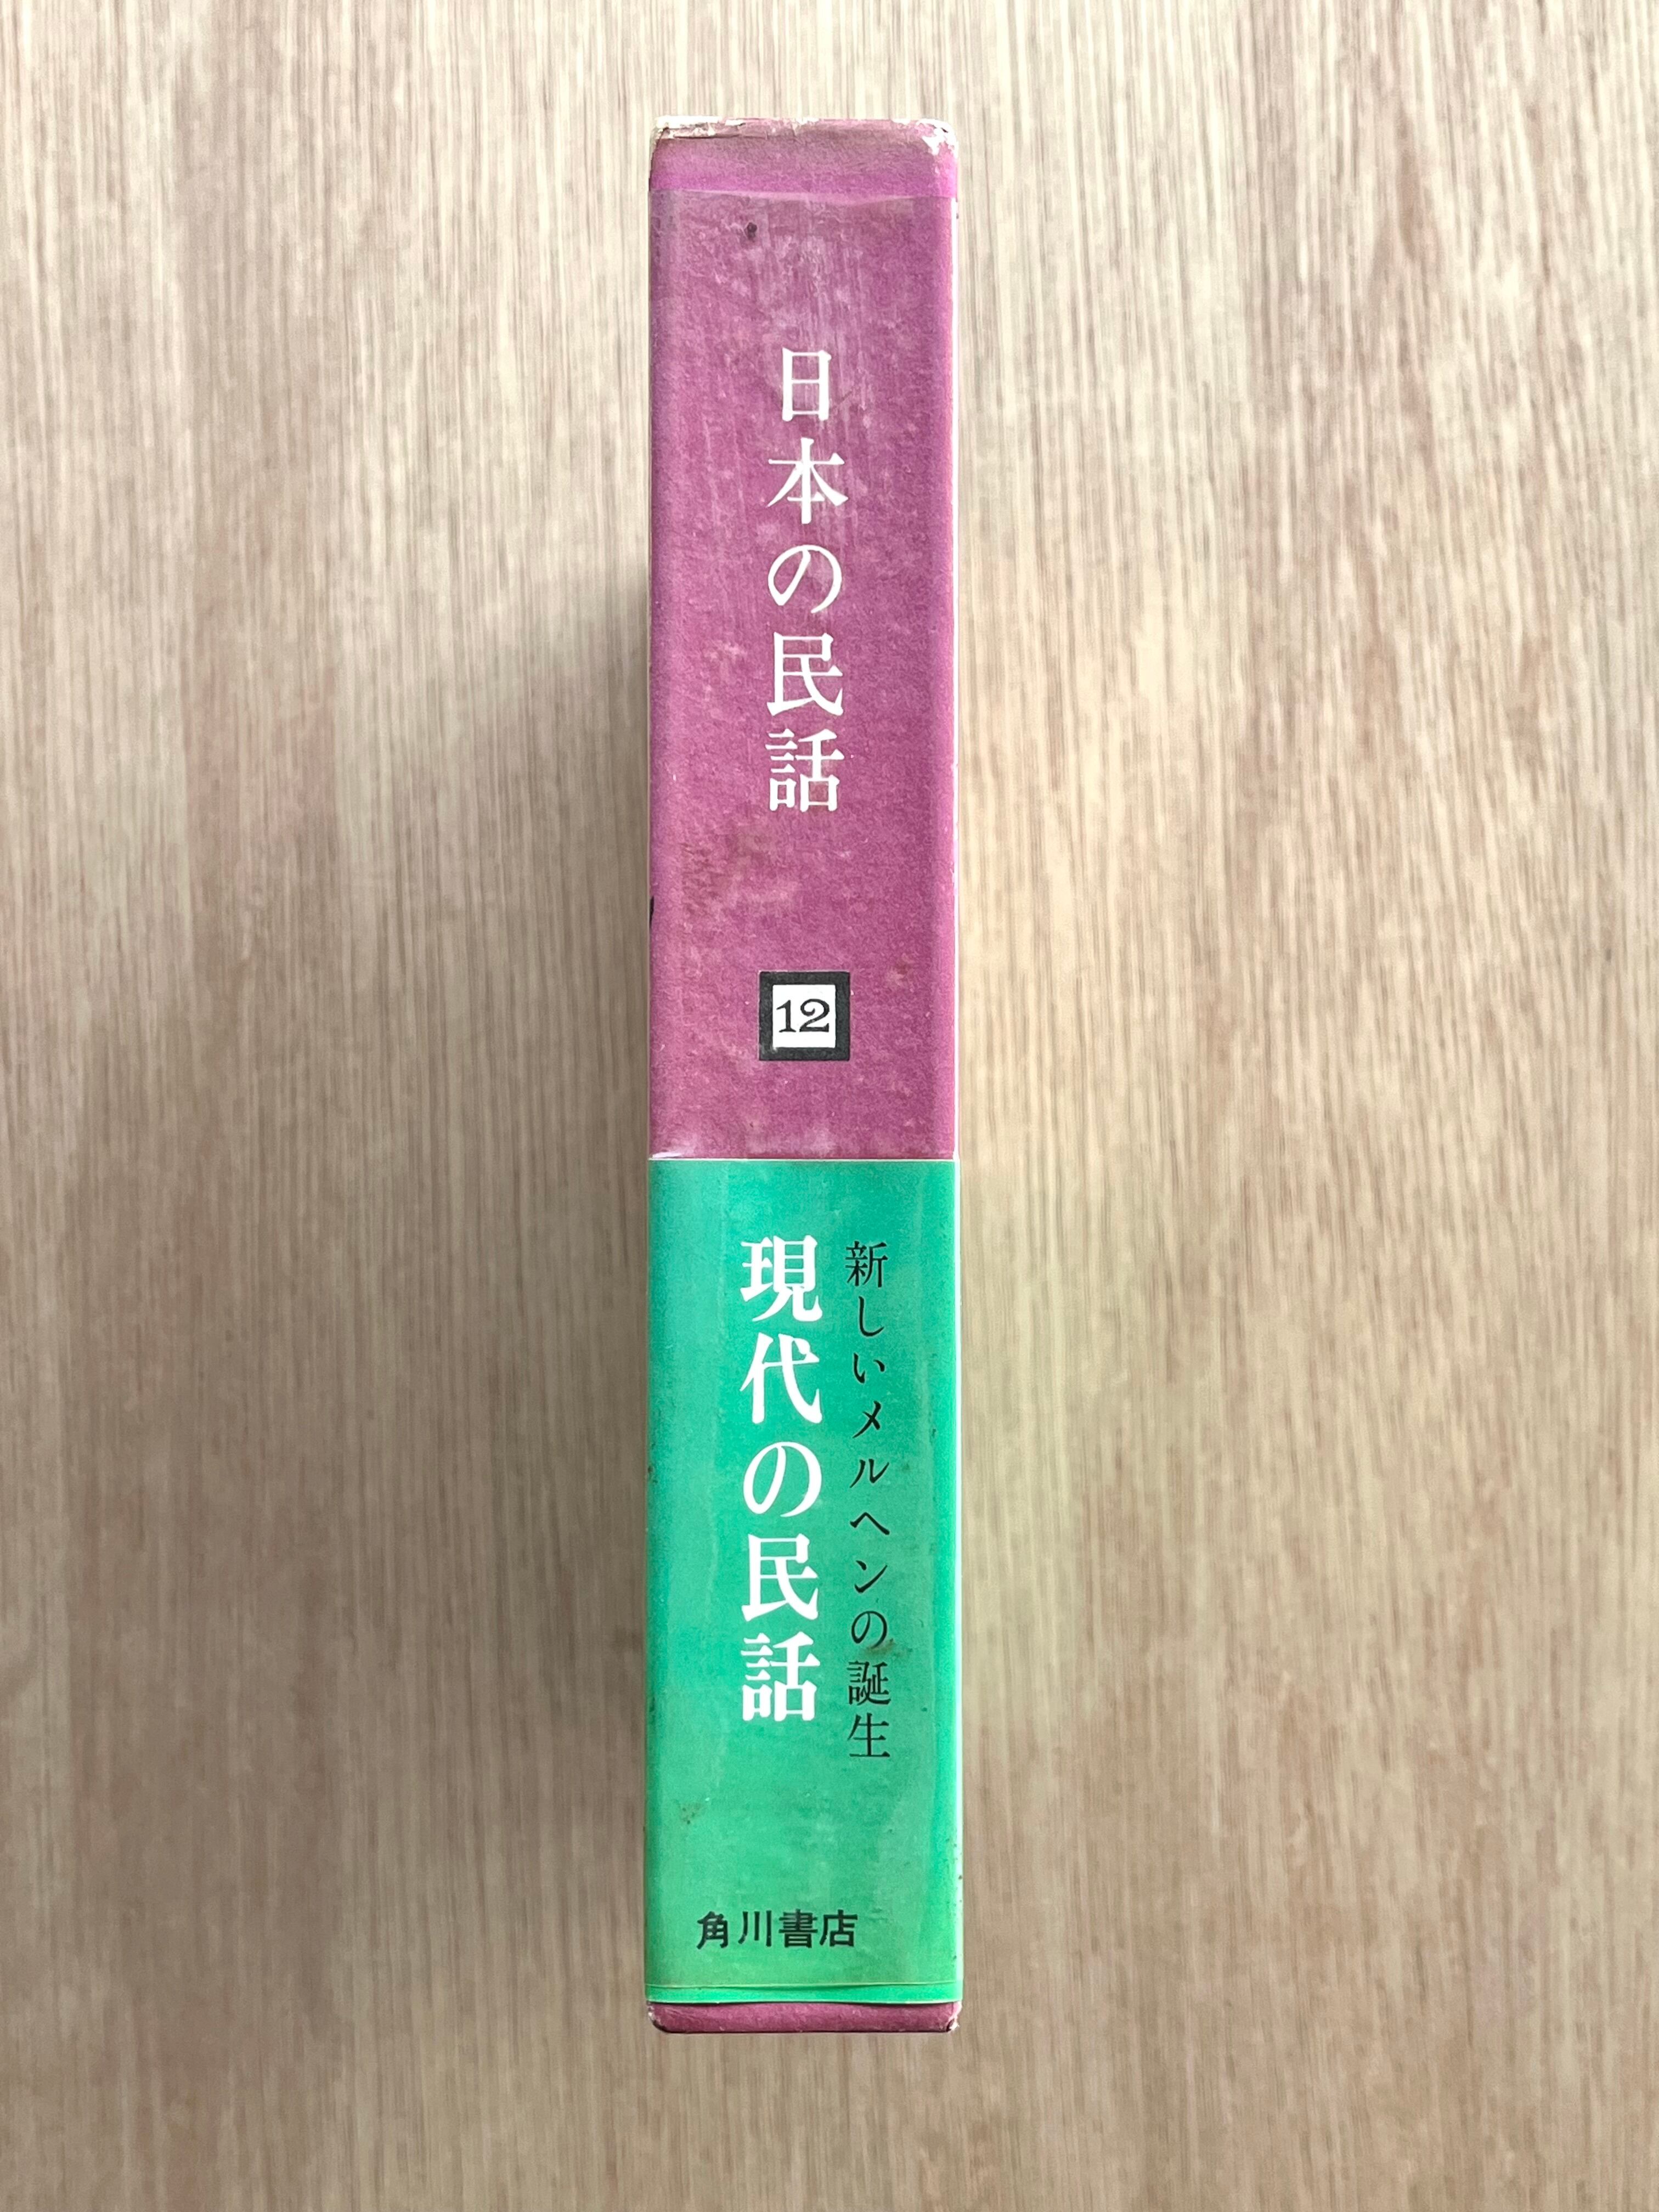 日本の民話
12
新しいメルヘンの誕生
現代の民話
角川書店